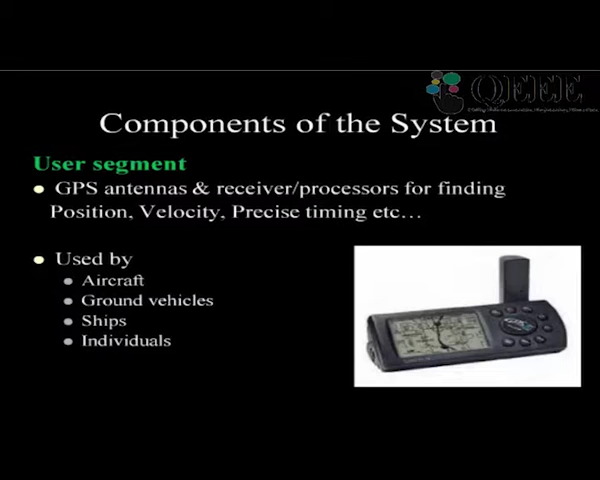 QEEE
Components of the System
User segment
GPS antennas & receiver/processors for finding
Position, Velocity, Precise timing etc…
Used by
Aircraft
Ground vehicles
Ships
Individuals